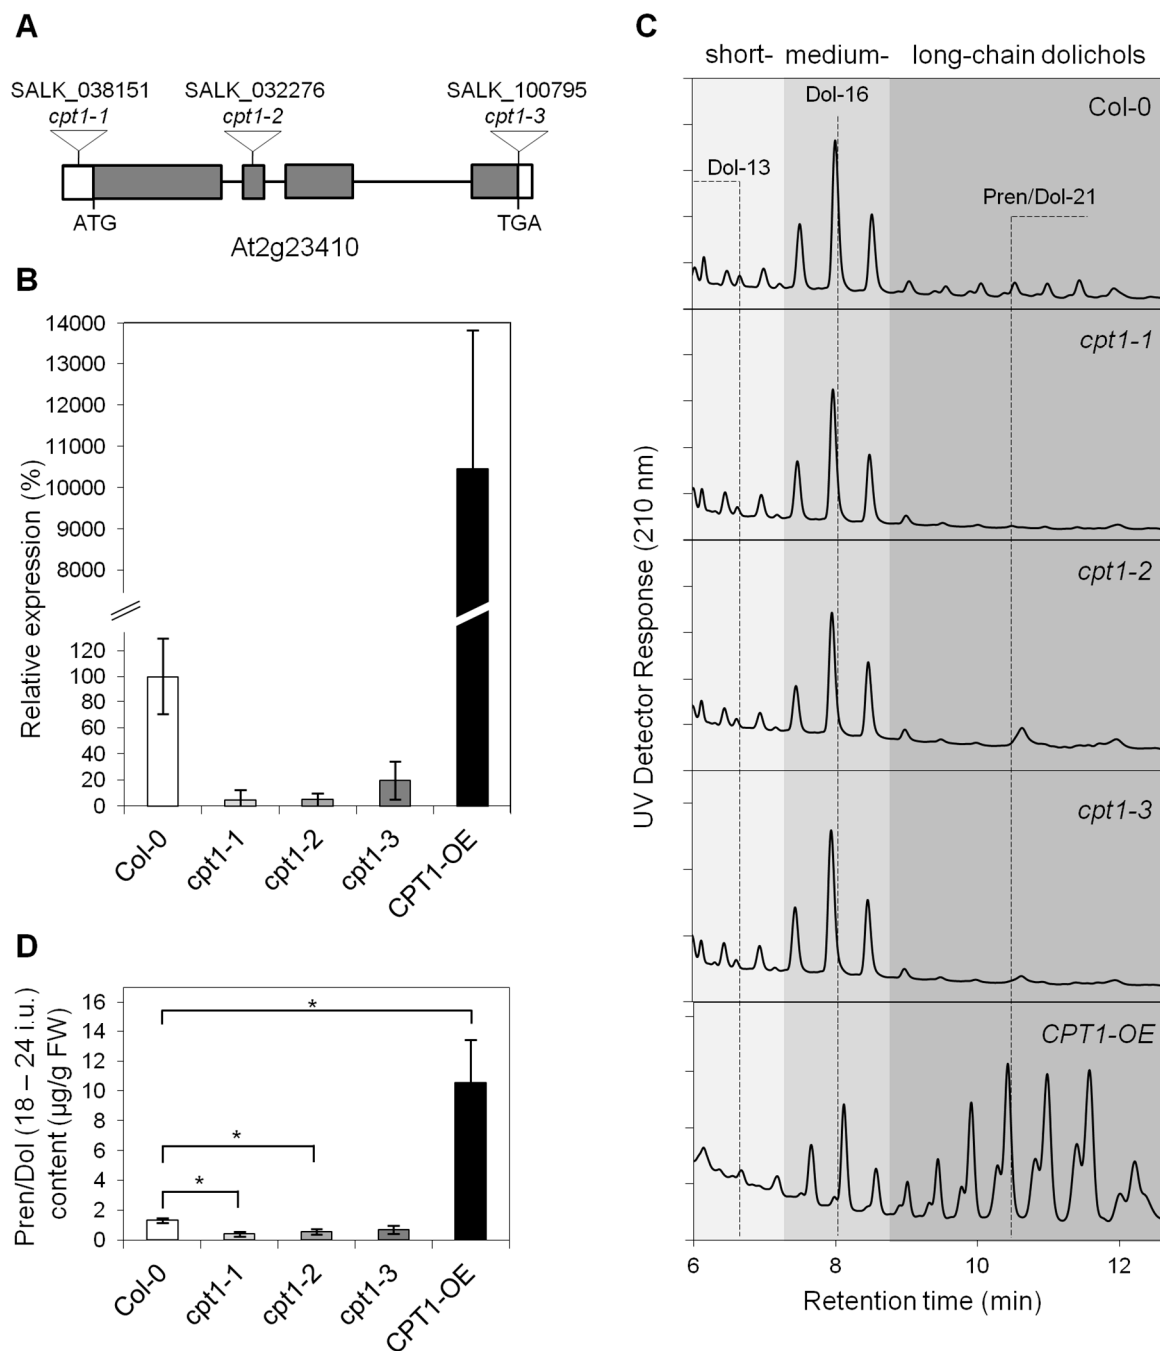 A
SALK_038151 SALK_032276 SALK_100795
cpt1-1 cpt1-2 cpt1-3
ATG TGA
At2g23410
B
Relative expression (%)
14000
13000
12000
11000
10000
9000
8000
120
100
80
60
40
20
0
Col-0 cpt1-1 cpt1-2 cpt1-3 CPT1-OE
D
Pren/Dol (18 – 24 i.u.)
content (µg/g FW)
16
14
12
10
8
6
4
2
0
*
*
*
Col-0 cpt1-1 cpt1-2 cpt1-3 CPT1-OE
C
short- medium- long-chain dolichols
Dol-16
Col-0
Dol-13
Pren/Dol-21
cpt1-1
cpt1-2
cpt1-3
CPT1-OE
UV Detector Response (210 nm)
6 8 10 12
Retention time (min)